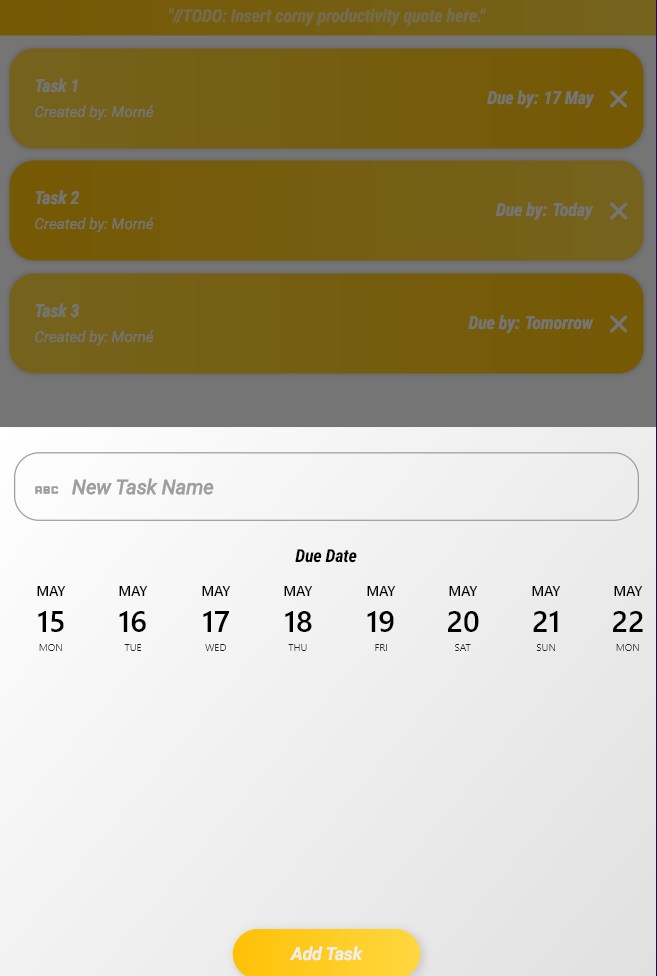 "//TODO: Insert corny productivity quote here."
Task 1
Created by: Morné
Due by: 17 May
Task 2
Created by: Morné
Due by: Today
Task 3
Created by: Morné
Due by: Tomorrow
ABC New Task Name
Due Date
MAY MAY MAY MAY MAY MAY MAY MAY
15 16 17 18 19 20 21 22
MON TUE WED THU FRI SAT SUN MON
Add Task